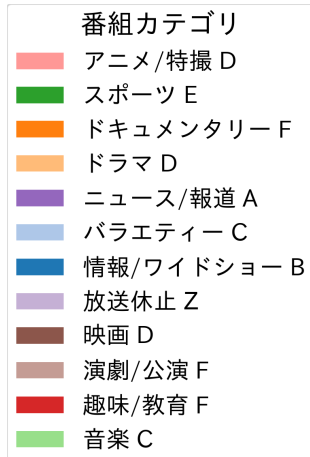 番組カテゴリ
アニメ/特撮 D
スポーツ E
ドキュメンタリー F
ドラマ D
ニュース/報道 A
バラエティー C
情報/ワイドショー B
放送休止 Z
映画 D
演劇/公演 F
趣味/教育 F
音楽 C